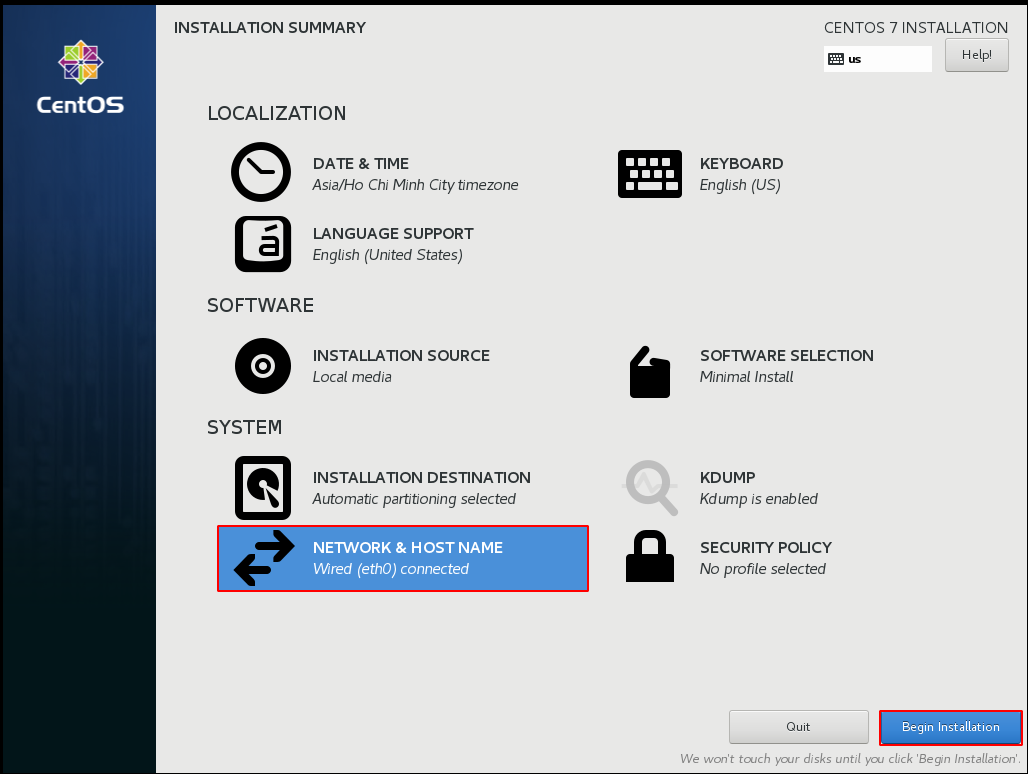 INSTALLATION SUMMARY
CENTOS 7 INSTALLATION
us
Help!
CentOS
LOCALIZATION
DATE & TIME
Asia/Ho Chi Minh City timezone
KEYBOARD
English (US)
á
LANGUAGE SUPPORT
English (United States)
SOFTWARE
INSTALLATION SOURCE
Local media
SOFTWARE SELECTION
Minimal Install
SYSTEM
INSTALLATION DESTINATION
Automatic partitioning selected
KDUMP
Kdump is enabled
NETWORK & HOST NAME
Wired (eth0) connected
SECURITY POLICY
No profile selected
Quit
Begin Installation
We won't touch your disks until you click 'Begin Installation'.